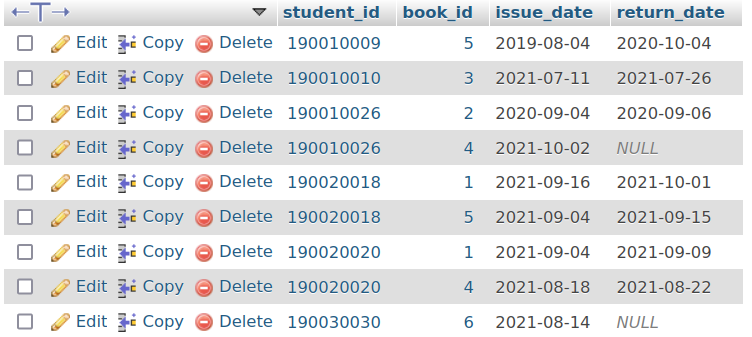 student_id book_id issue_date return_date
Edit Copy Delete 190010009 5 2019-08-04 2020-10-04
Edit Copy Delete 190010010 3 2021-07-11 2021-07-26
Edit Copy Delete 190010026 2 2020-09-04 2020-09-06
Edit Copy Delete 190010026 4 2021-10-02 NULL
Edit Copy Delete 190020018 1 2021-09-16 2021-10-01
Edit Copy Delete 190020018 5 2021-09-04 2021-09-15
Edit Copy Delete 190020020 1 2021-09-04 2021-09-09
Edit Copy Delete 190020020 4 2021-08-18 2021-08-22
Edit Copy Delete 190030030 6 2021-08-14 NULL